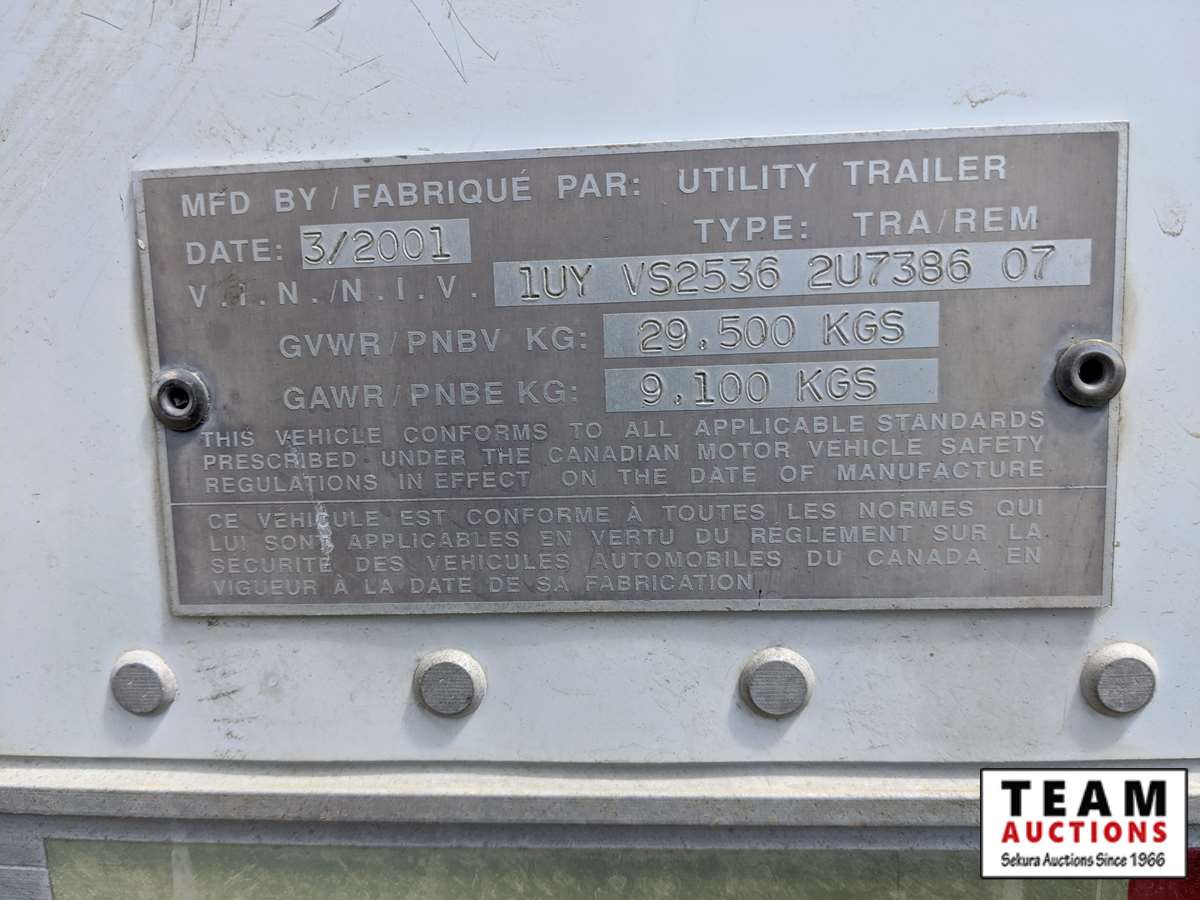 MFD BY / FABRIQUÉ PAR: UTILITY TRAILER
DATE: 3/2001 TYPE: TRA/REM
V.I.N./N.I.V. 1UY VS2536 2U7386 07
GVWR/PNBV KG: 29,500 KGS
GAWR/PNBE KG: 9,100 KGS
THIS VEHICLE CONFORMS TO ALL APPLICABLE STANDARDS
PRESCRIBED UNDER THE CANADIAN MOTOR VEHICLE SAFETY
REGULATIONS IN EFFECT ON THE DATE OF MANUFACTURE
CE VEHICULE EST CONFORME À TOUTES LES NORMES QUI
LUI SONT APPLICABLES EN VERTU DU RÉGLEMENT SUR LA
SÉCURITÉ DES VÉHICULES AUTOMOBILES DU CANADA EN
VIGUEUR À LA DATE DE SA FABRICATION.
TEAM
AUCTIONS
Sekura Auctions Since 1966